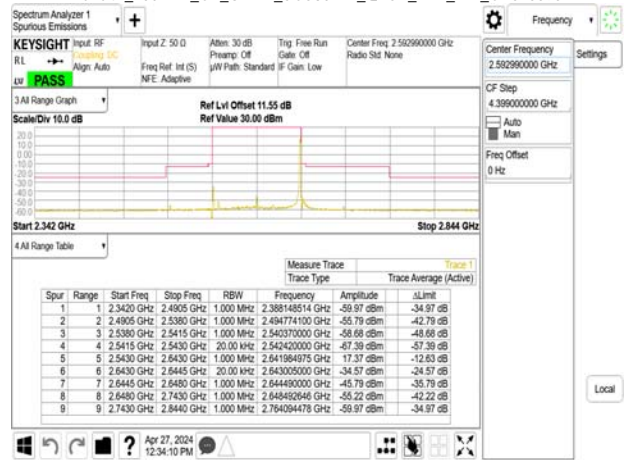 Spectrum Analyzer 1
Spurious Emissions
Frequency
KEYSIGHT
Input: RF
Coupling: DC
Align: Auto
Input Z: 50 Ω
Freq Ref: Int (S)
NFE: Adaptive
Atten: 30 dB
Preamp: Off
µW Path: Standard
Trig: Free Run
Gate: Off
IF Gain: Low
Center Freq: 2.592990000 GHz
Radio Std: None
RL
PASS
Center Frequency
2.592990000 GHz
Settings
CF Step
4.399000000 GHz
Auto
Man
Freq Offset
0 Hz
3 All Range Graph
Scale/Div 10.0 dB
Ref Lvl Offset 11.55 dB
Ref Value 30.00 dBm
20.0
10.0
0.00
-10.0
-20.0
-30.0
-40.0
-50.0
-60.0
Start 2.342 GHz
Stop 2.844 GHz
4 All Range Table
Measure Trace Trace 1
Trace Type Trace Average (Active)
Spur Range Start Freq Stop Freq RBW Frequency Amplitude ΔLimit
1 1 2.3420 GHz 2.4905 GHz 1.000 MHz 2.388148514 GHz -59.97 dBm -34.97 dB
2 2 2.4905 GHz 2.5380 GHz 1.000 MHz 2.494774100 GHz -55.79 dBm -42.79 dB
3 3 2.5380 GHz 2.5415 GHz 1.000 MHz 2.540370000 GHz -58.68 dBm -48.68 dB
4 4 2.5415 GHz 2.5430 GHz 20.00 kHz 2.542420000 GHz -67.39 dBm -57.39 dB
5 5 2.5430 GHz 2.6430 GHz 1.000 MHz 2.641984975 GHz 17.37 dBm -12.63 dB
6 6 2.6430 GHz 2.6445 GHz 20.00 kHz 2.643005000 GHz -34.57 dBm -24.57 dB
7 7 2.6445 GHz 2.6480 GHz 1.000 MHz 2.644490000 GHz -45.79 dBm -35.79 dB
8 8 2.6480 GHz 2.7430 GHz 1.000 MHz 2.648492646 GHz -55.22 dBm -42.22 dB
9 9 2.7430 GHz 2.8440 GHz 1.000 MHz 2.764094478 GHz -59.97 dBm -34.97 dB
Local
?
Apr 27, 2024
12:34:10 PM